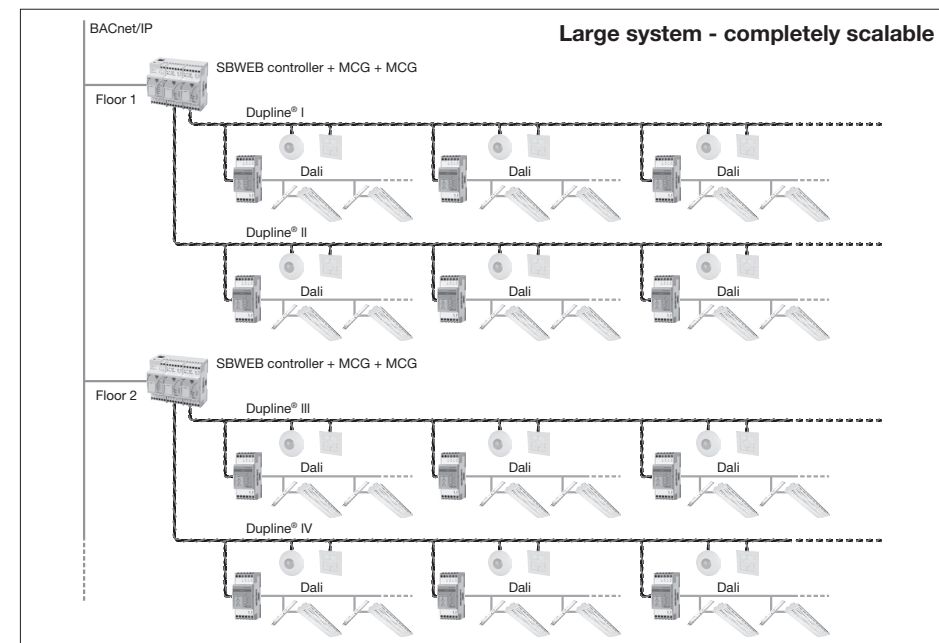 BACnet/IP
Large system - completely scalable
SBWEB controller + MCG + MCG
Floor 1
Dupline® I
Dali
Dali
Dali
Dupline® II
Dali
Dali
Dali
SBWEB controller + MCG + MCG
Floor 2
Dupline® III
Dali
Dali
Dali
Dupline® IV
Dali
Dali
Dali